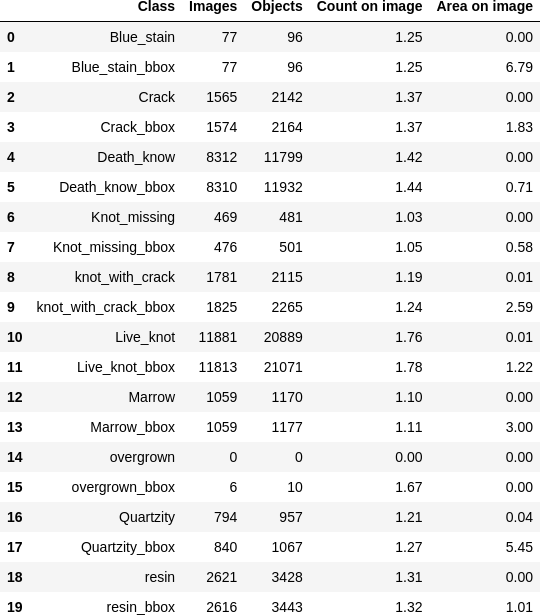 Class Images Objects Count on image Area on image
0 Blue_stain 77 96 1.25 0.00
1 Blue_stain_bbox 77 96 1.25 6.79
2 Crack 1565 2142 1.37 0.00
3 Crack_bbox 1574 2164 1.37 1.83
4 Death_know 8312 11799 1.42 0.00
5 Death_know_bbox 8310 11932 1.44 0.71
6 Knot_missing 469 481 1.03 0.00
7 Knot_missing_bbox 476 501 1.05 0.58
8 knot_with_crack 1781 2115 1.19 0.01
9 knot_with_crack_bbox 1825 2265 1.24 2.59
10 Live_knot 11881 20889 1.76 0.01
11 Live_knot_bbox 11813 21071 1.78 1.22
12 Marrow 1059 1170 1.10 0.00
13 Marrow_bbox 1059 1177 1.11 3.00
14 overgrown 0 0 0.00 0.00
15 overgrown_bbox 6 10 1.67 0.00
16 Quartzity 794 957 1.21 0.04
17 Quartzity_bbox 840 1067 1.27 5.45
18 resin 2621 3428 1.31 0.00
19 resin_bbox 2616 3443 1.32 1.01